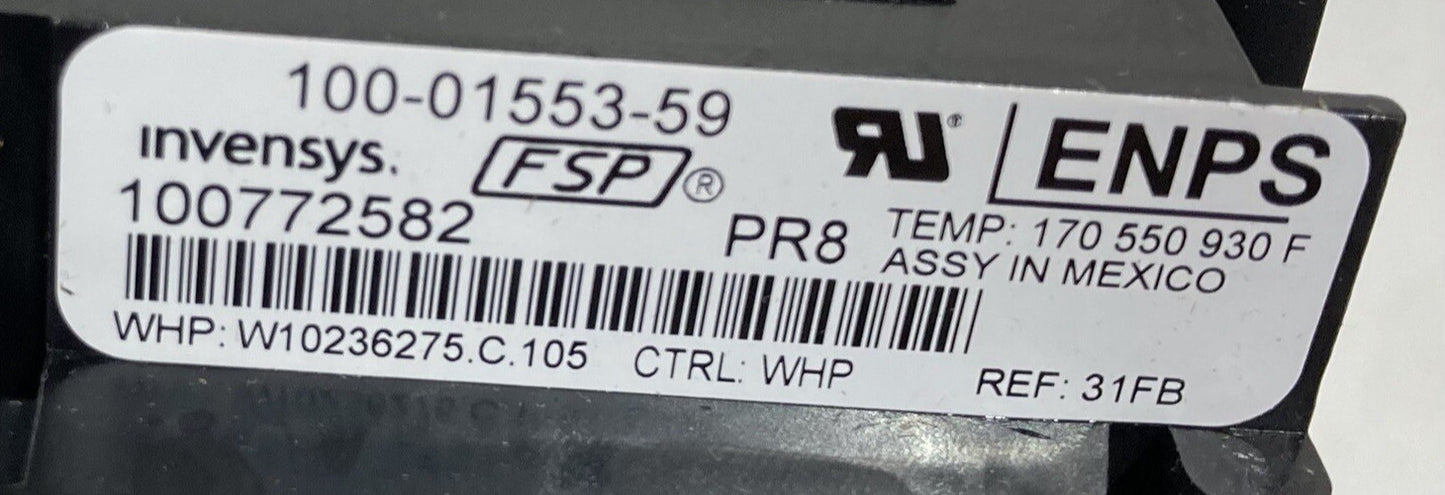 100-01553-59
invensys. FSP®
100772582
PR8
WHP: W10236275.C.105 CTRL: WHP REF: 31FB
RU® ENPS
TEMP: 170 550 930 F
ASSY IN MEXICO